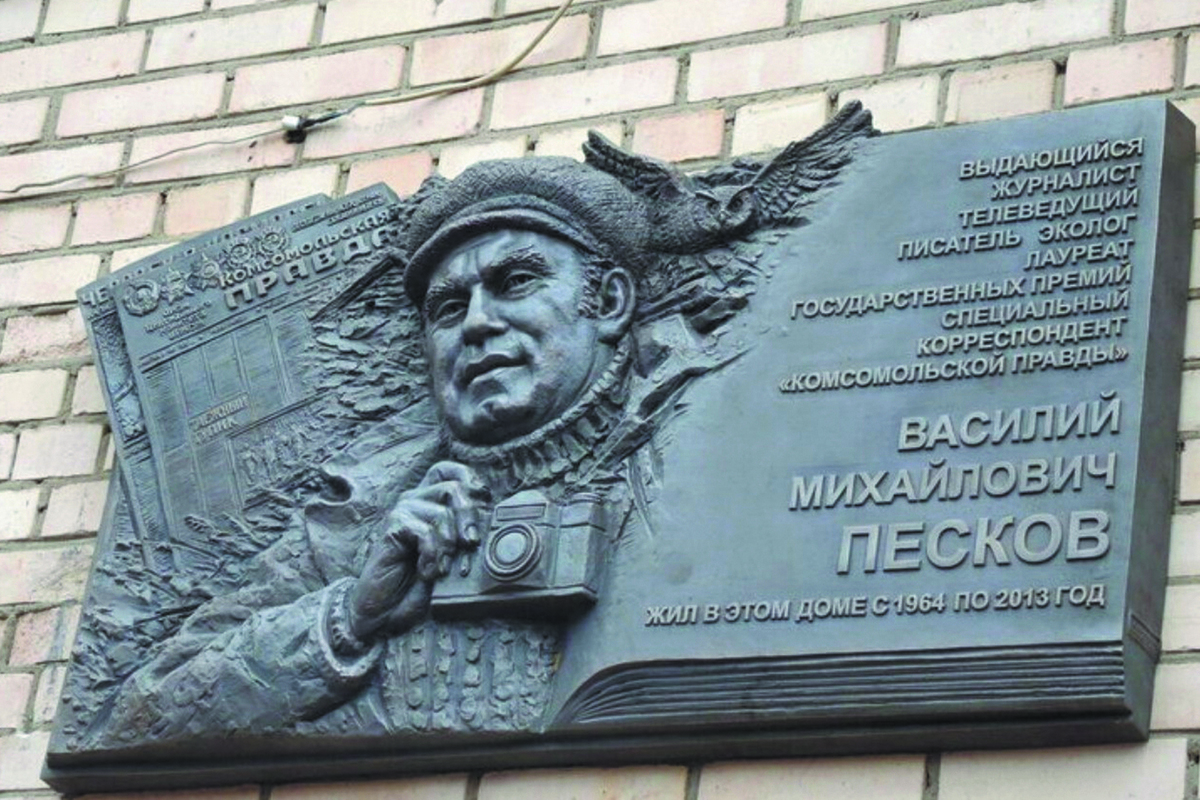 КОМСОМОЛЬСКАЯ
ПРАВДА
ВЫДАЮЩИЙСЯ
ЖУРНАЛИСТ
ТЕЛЕВЕДУЩИЙ
ПИСАТЕЛЬ ЭКОЛОГ
ЛАУРЕАТ
ГОСУДАРСТВЕННЫХ ПРЕМИЙ
СПЕЦИАЛЬНЫЙ
КОРРЕСПОНДЕНТ
«КОМСОМОЛЬСКОЙ ПРАВДЫ»
ВАСИЛИЙ
МИХАЙЛОВИЧ
ПЕСКОВ
ЖИЛ В ЭТОМ ДОМЕ С 1964 ПО 2013 ГОД